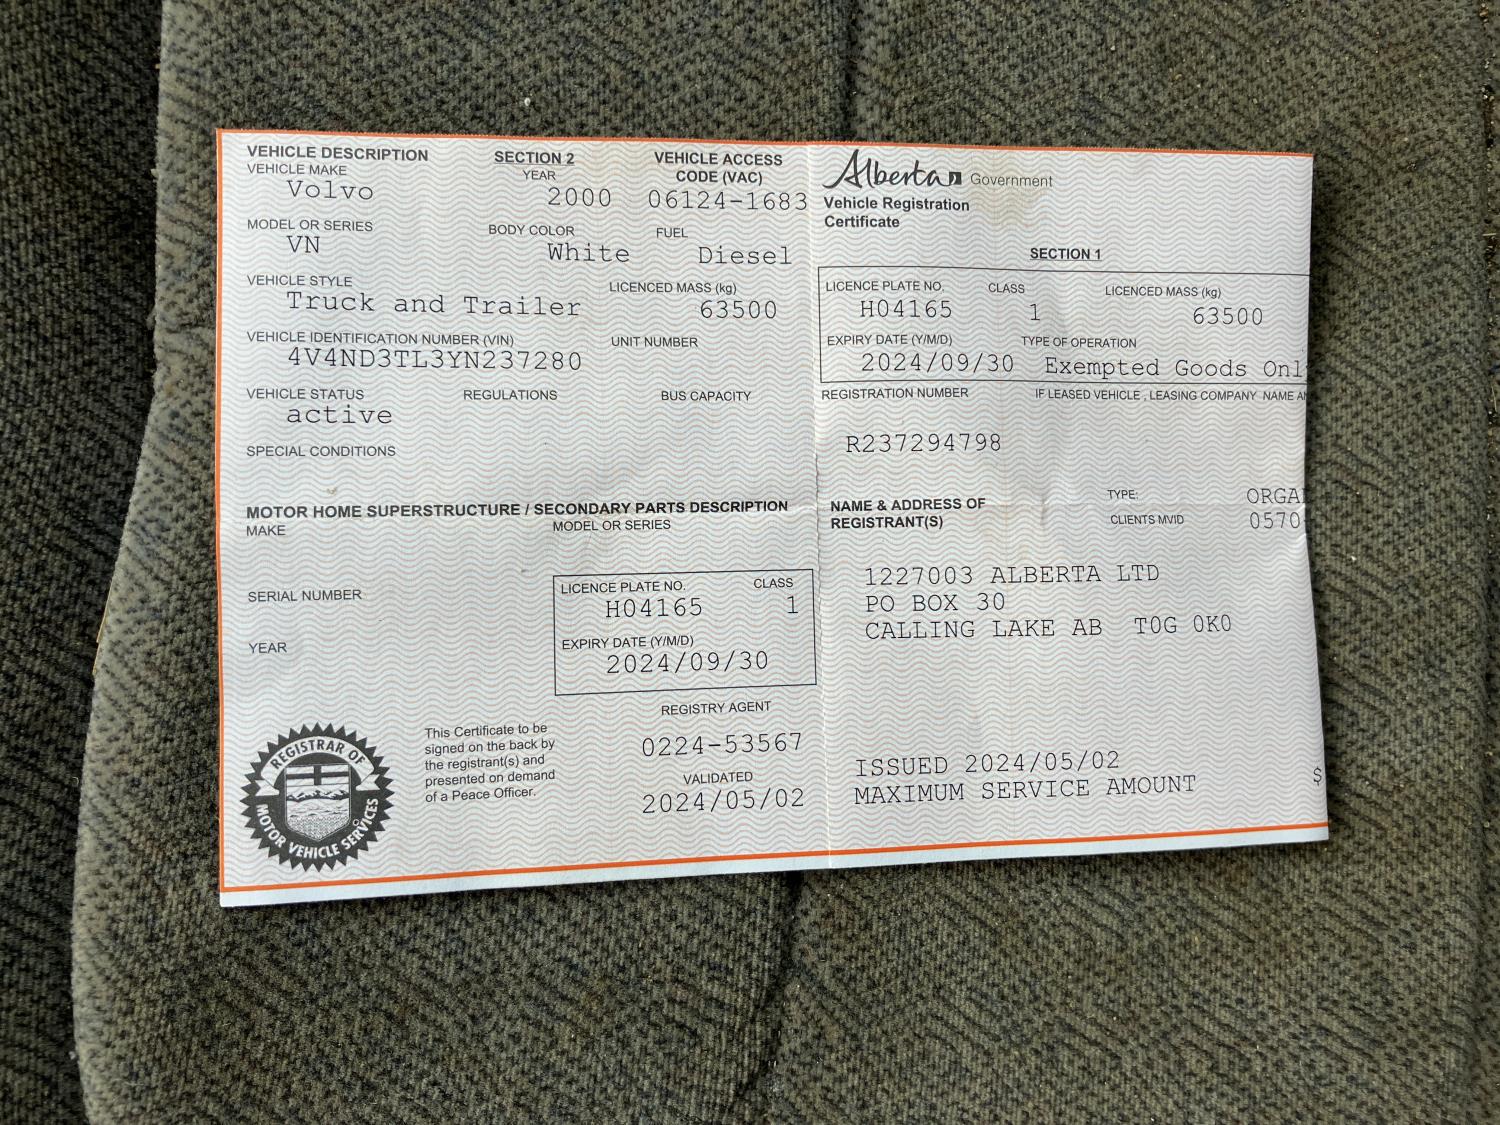 VEHICLE DESCRIPTION SECTION 2 VEHICLE ACCESS
VEHICLE MAKE YEAR CODE (VAC)
Volvo 2000 06124-1683
MODEL OR SERIES BODY COLOR FUEL
VN White Diesel
VEHICLE STYLE LICENCED MASS (kg)
Truck and Trailer 63500
VEHICLE IDENTIFICATION NUMBER (VIN) UNIT NUMBER
4V4ND3TL3YN237280
VEHICLE STATUS REGULATIONS BUS CAPACITY
active
SPECIAL CONDITIONS
MOTOR HOME SUPERSTRUCTURE / SECONDARY PARTS DESCRIPTION
MAKE MODEL OR SERIES
SERIAL NUMBER
YEAR
LICENCE PLATE NO. CLASS
H04165 1
EXPIRY DATE (Y/M/D)
2024/09/30
REGISTRAR OF
MOTOR VEHICLE SERVICES
This Certificate to be
signed on the back by
the registrant(s) and
presented on demand
of a Peace Officer.
REGISTRY AGENT
0224-53567
VALIDATED
2024/05/02
Alberta Government
Vehicle Registration
Certificate
SECTION 1
LICENCE PLATE NO. CLASS LICENCED MASS (kg)
H04165 1 63500
EXPIRY DATE (Y/M/D) TYPE OF OPERATION
2024/09/30 Exempted Goods Onl
REGISTRATION NUMBER IF LEASED VEHICLE , LEASING COMPANY NAME
R237294798
NAME & ADDRESS OF
REGISTRANT(S)
TYPE: ORGA
CLIENTS MVID 0570
1227003 ALBERTA LTD
PO BOX 30
CALLING LAKE AB T0G 0K0
ISSUED 2024/05/02
MAXIMUM SERVICE AMOUNT $